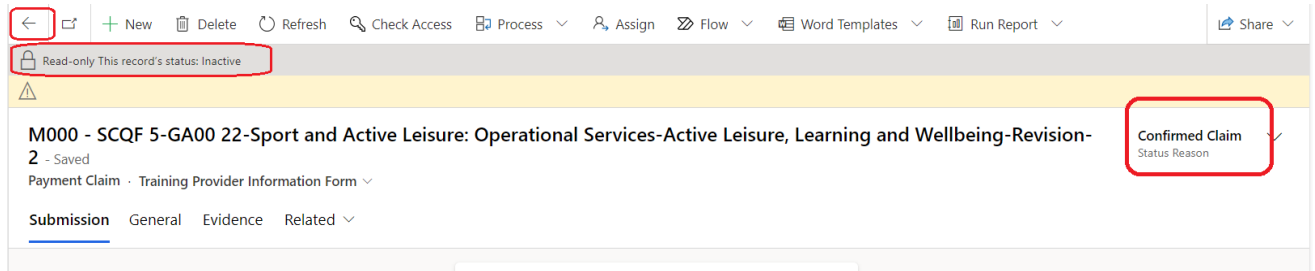 New Delete Refresh Check Access Process Assign Flow Word Templates Run Report Share
Read-only This record's status: Inactive
M000 - SCQF 5-GA00 22-Sport and Active Leisure: Operational Services-Active Leisure, Learning and Wellbeing-Revision-
2 - Saved
Confirmed Claim
Status Reason
Payment Claim · Training Provider Information Form
Submission General Evidence Related